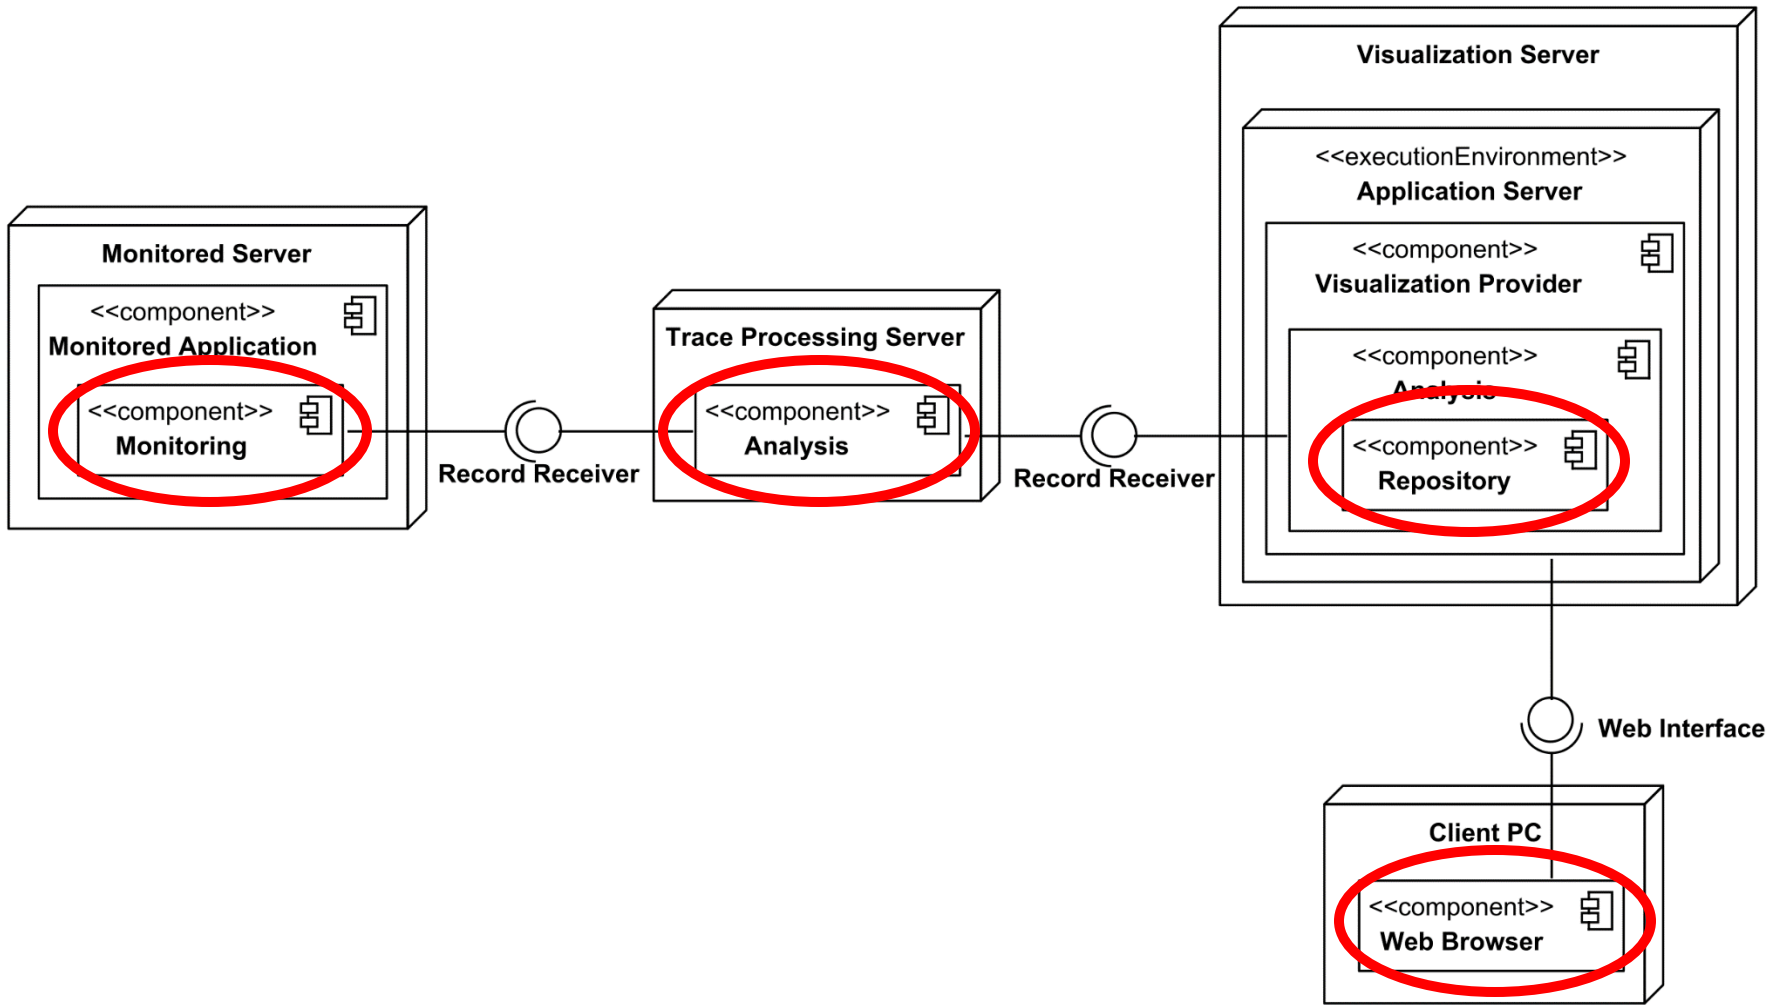 Visualization Server
<<executionEnvironment>>
Application Server
<<component>>
Visualization Provider
<<component>>
Analysis
<<component>>
Repository
Monitored Server
<<component>>
Monitored Application
<<component>>
Monitoring
Record Receiver
Trace Processing Server
<<component>>
Analysis
Record Receiver
Web Interface
Client PC
<<component>>
Web Browser